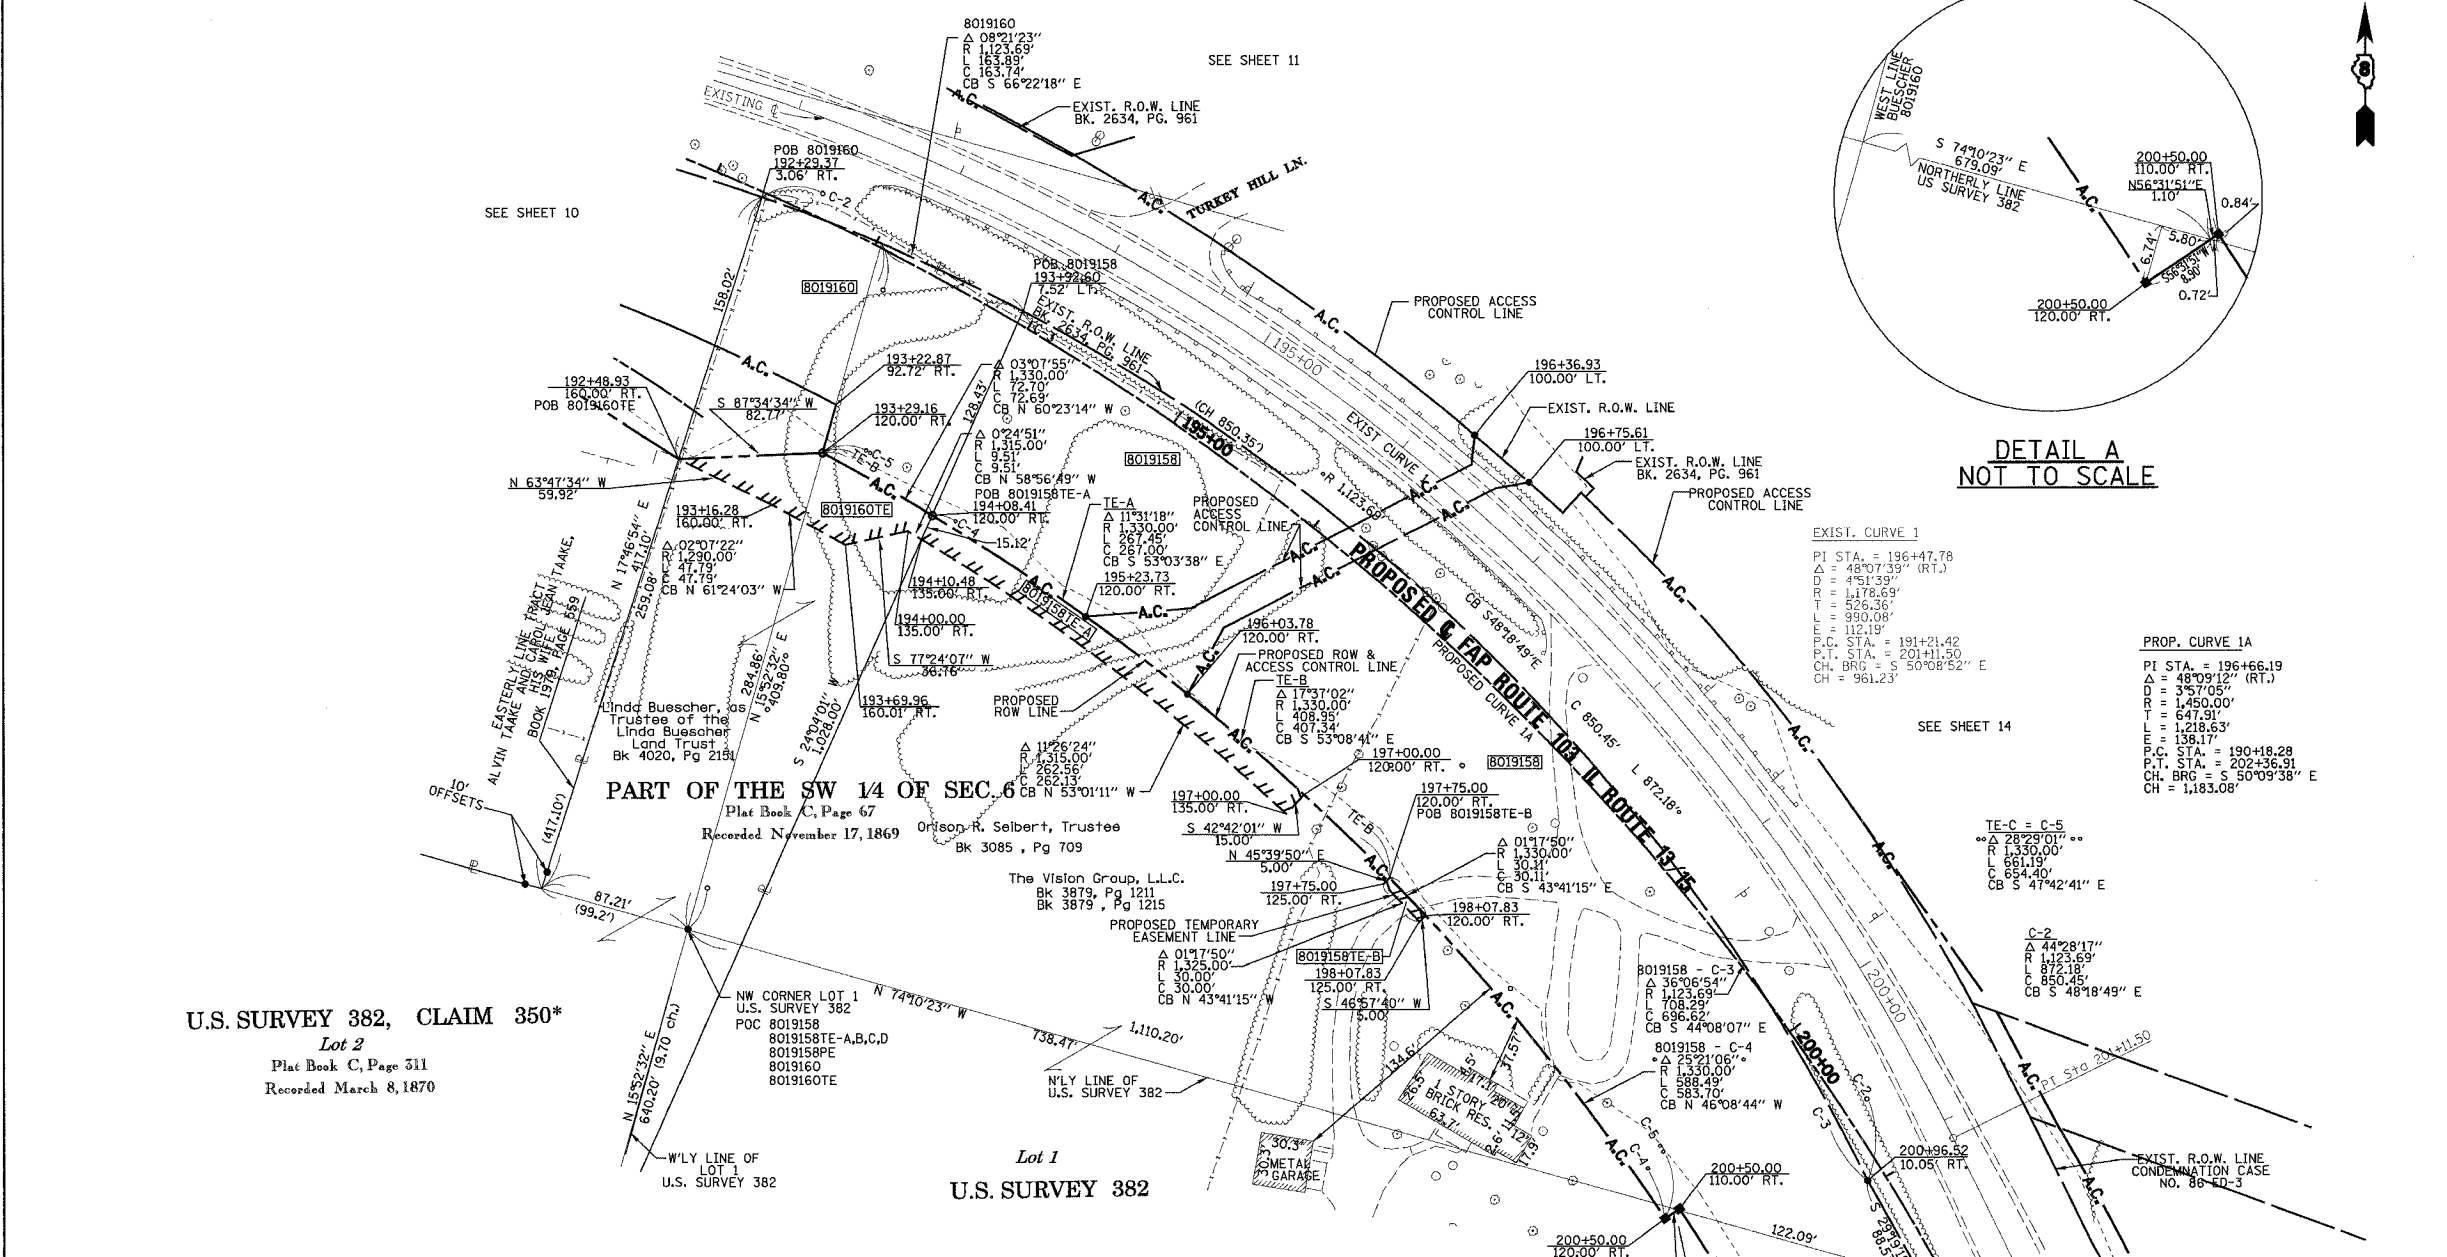 8019160
Δ 08°21'23"
R 1,123.69'
L 163.89'
C 163.74'
CB S 66°22'18" E
SEE SHEET 11
A.C.
EXIST. R.O.W. LINE
BK. 2634, PG. 961
EXISTING ℄
POB 8019160
192+29.37
3.06' RT.
C-2
SEE SHEET 10
A.C.
TURKEY HILL LN.
158.02'
8019160
POB 8019158
193+92.60
7.52' LT.
EXIST. R.O.W. LINE
BK. 2634, PG. 961
C-3
A.C.
PROPOSED ACCESS
CONTROL LINE
195+00
A.C.
193+22.87
92.72' RT.
192+48.93
160.00' RT.
POB 8019160TE
S 87°34'34" W
82.77'
193+29.16
120.00' RT.
128.43'
Δ 03°07'55"
R 1,330.00'
L 72.70'
C 72.69'
CB N 60°23'14" W
(CH 850.35')
195+00
EXIST CURVE 1
196+36.93
100.00' LT.
EXIST. R.O.W. LINE
196+75.61
100.00' LT.
EXIST. R.O.W. LINE
BK. 2634, PG. 961
PROPOSED ACCESS
CONTROL LINE
C-5
TE-B
A.C.
Δ 0°24'51"
R 1,315.00'
L 9.51'
C 9.51'
CB N 58°56'49" W
POB 8019158TE-A
194+08.41
120.00' RT.
8019158
R 1,123.69'
N 63°47'34" W
59.92'
193+16.28
160.00' RT.
8019160TE
C-4
15.12'
TE-A
Δ 11°31'18"
R 1,330.00'
L 267.45'
C 267.00'
CB S 53°03'38" E
PROPOSED
ACCESS
CONTROL LINE
A.C.
A.C.
A.C.
A.C.
Δ 02°07'22"
R 1,290.00'
L 47.79'
C 47.79'
CB N 61°24'03" W
N 17°46'54" E
417.10'
259.08'
194+10.48
135.00' RT.
194+00.00
135.00' RT.
S 77°24'07" W
36.76'
193+69.96
160.01' RT.
A.C.
8019158TE-A
195+23.73
120.00' RT.
A.C.
A.C.
196+03.78
120.00' RT.
PROPOSED ROW &
ACCESS CONTROL LINE
PROPOSED
ROW LINE
TE-B
Δ 17°37'02"
R 1,330.00'
L 408.95'
C 407.34'
CB S 53°08'41" E
PROPOSED ℄ FAP ROUTE 103 IL ROUTE 13/15
PROPOSED CURVE 1A
CB S48°18'49"E
C 850.45'
L 872.18'
A.C.
EASTERLY LINE TRACT
ALVIN TAAKE AND CAROL JEAN TAAKE,
HIS WIFE
BOOK 1979, PAGE 559
Linda Buescher, as
Trustee of the
Linda Buescher
Land Trust
Bk 4020, Pg 2151
284.86'
N 15°52'32" E
409.80'
S 24°04'01" W
1,028.00'
PART OF THE SW 1/4 OF SEC. 6
Plat Book C, Page 67
Recorded November 17, 1869
Orison R. Seibert, Trustee
Bk 3085 , Pg 709
The Vision Group, L.L.C.
Bk 3879, Pg 1211
Bk 3879 , Pg 1215
Δ 11°26'24"
R 1,315.00'
L 262.56'
C 262.13'
CB N 53°01'11" W
A.C.
197+00.00
120.00' RT.
197+00.00
135.00' RT.
8019158
197+75.00
120.00' RT.
POB 8019158TE-B
S 42°42'01" W
15.00'
TE-B
N 45°39'50" E
5.00'
A.C.
197+75.00
125.00' RT.
Δ 01°17'50"
R 1,330.00'
L 30.11'
C 30.11'
CB S 43°41'15" E
198+07.83
120.00' RT.
PROPOSED TEMPORARY
EASEMENT LINE
Δ 01°17'50"
R 1,325.00'
L 30.00'
C 30.00'
CB N 43°41'15" W
8019158TE-B
198+07.83
125.00' RT.
S 46°57'40" W
5.00'
10'
OFFSETS
(417.10')
87.21'
(99.2')
NW CORNER LOT 1
U.S. SURVEY 382
POC 8019158
8019158TE-A,B,C,D
8019158PE
8019160
8019160TE
N 74°10'23" W
738.47'
1,110.20'
N'LY LINE OF
U.S. SURVEY 382
U.S. SURVEY 382, CLAIM 350*
Lot 2
Plat Book C, Page 311
Recorded March 8, 1870
N 15°52'32" E
640.20' (9.70 ch.)
W'LY LINE OF
LOT 1
U.S. SURVEY 382
Lot 1
U.S. SURVEY 382
134.6'
37.57'
26.5'
1 STORY
BRICK RES.
63.7'
30.3'
30.3'
METAL
GARAGE
A.C.
8019158 - C-3
Δ 36°06'54"
R 1,123.69'
L 708.29'
C 696.62'
CB S 44°08'07" E
8019158 - C-4
Δ 25°21'06"
R 1,330.00'
L 588.49'
C 583.70'
CB N 46°08'44" W
C-5
C-4
A.C.
200+50.00
110.00' RT.
200+50.00
120.00' RT.
122.09'
200+00
200+00
C-2
C-3
200+96.52
10.05' RT.
PT Sta 201+11.50
A.C.
A.C.
A.C.
A.C.
EXIST. R.O.W. LINE
CONDEMNATION CASE
NO. 86-ED-3
8
WEST LINE
BUESCHER
8019160
S 74°10'23" E
679.09'
NORTHERLY LINE
US SURVEY 382
A.C.
200+50.00
110.00' RT.
N56°31'51"E
1.10'
0.84'
6.74'
5.80'
S56°31'51"W
8.90'
0.72'
200+50.00
120.00' RT.
DETAIL A
NOT TO SCALE
EXIST. CURVE 1
PI STA. = 196+47.78
Δ = 48°07'39" (RT.)
D = 4°51'39"
R = 1,178.69'
T = 526.36'
L = 990.08'
E = 112.19'
P.C. STA. = 191+21.42
P.T. STA. = 201+11.50
CH. BRG = S 50°08'52" E
CH = 961.23'
PROP. CURVE 1A
PI STA. = 196+66.19
Δ = 48°09'12" (RT.)
D = 3°57'05"
R = 1,450.00'
T = 647.91'
L = 1,218.63'
E = 138.17'
P.C. STA. = 190+18.28
P.T. STA. = 202+36.91
CH. BRG = S 50°09'38" E
CH = 1,183.08'
SEE SHEET 14
TE-C = C-5
Δ 28°29'01"
R 1,330.00'
L 661.19'
C 654.40'
CB S 47°42'41" E
C-2
Δ 44°28'17"
R 1,123.69'
L 872.18'
C 850.45'
CB S 48°18'49" E